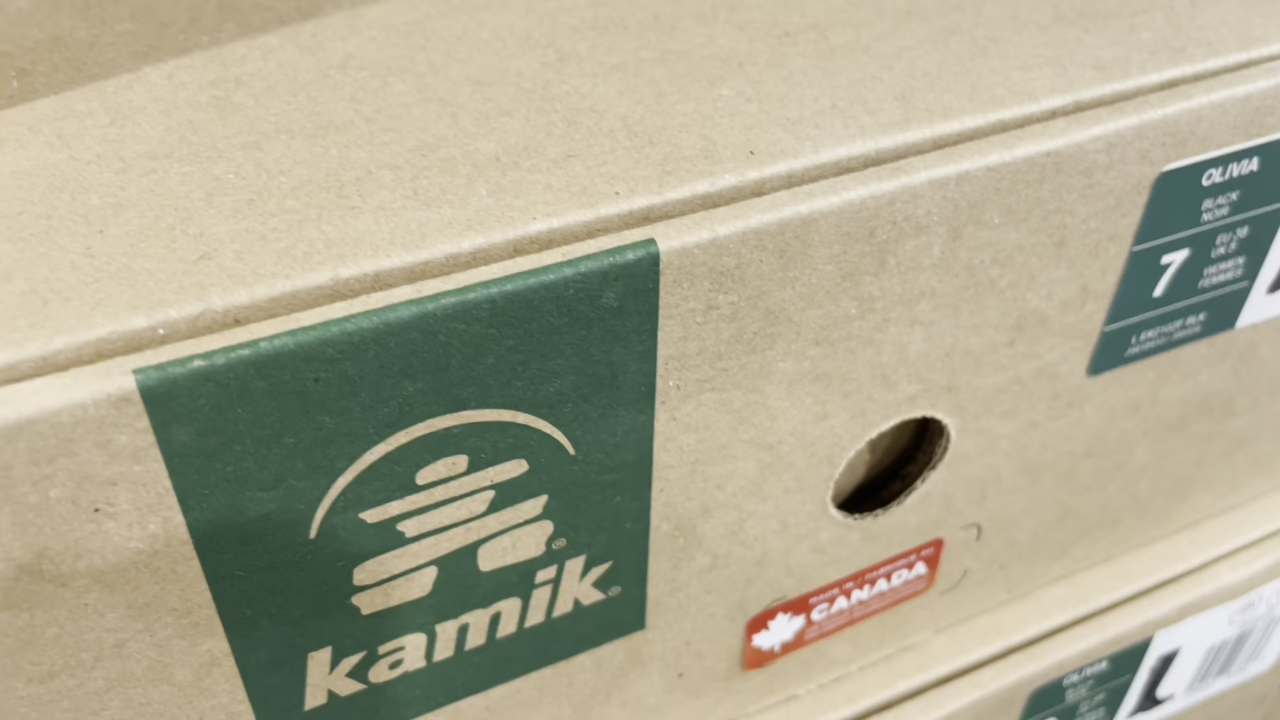 kamik
®
MADE IN / FABRIQUÉ AU
CANADA
OLIVIA
BLACK
NOIR
7
EU-38
UK-5
WOMEN
FEMMES
OLIVIA